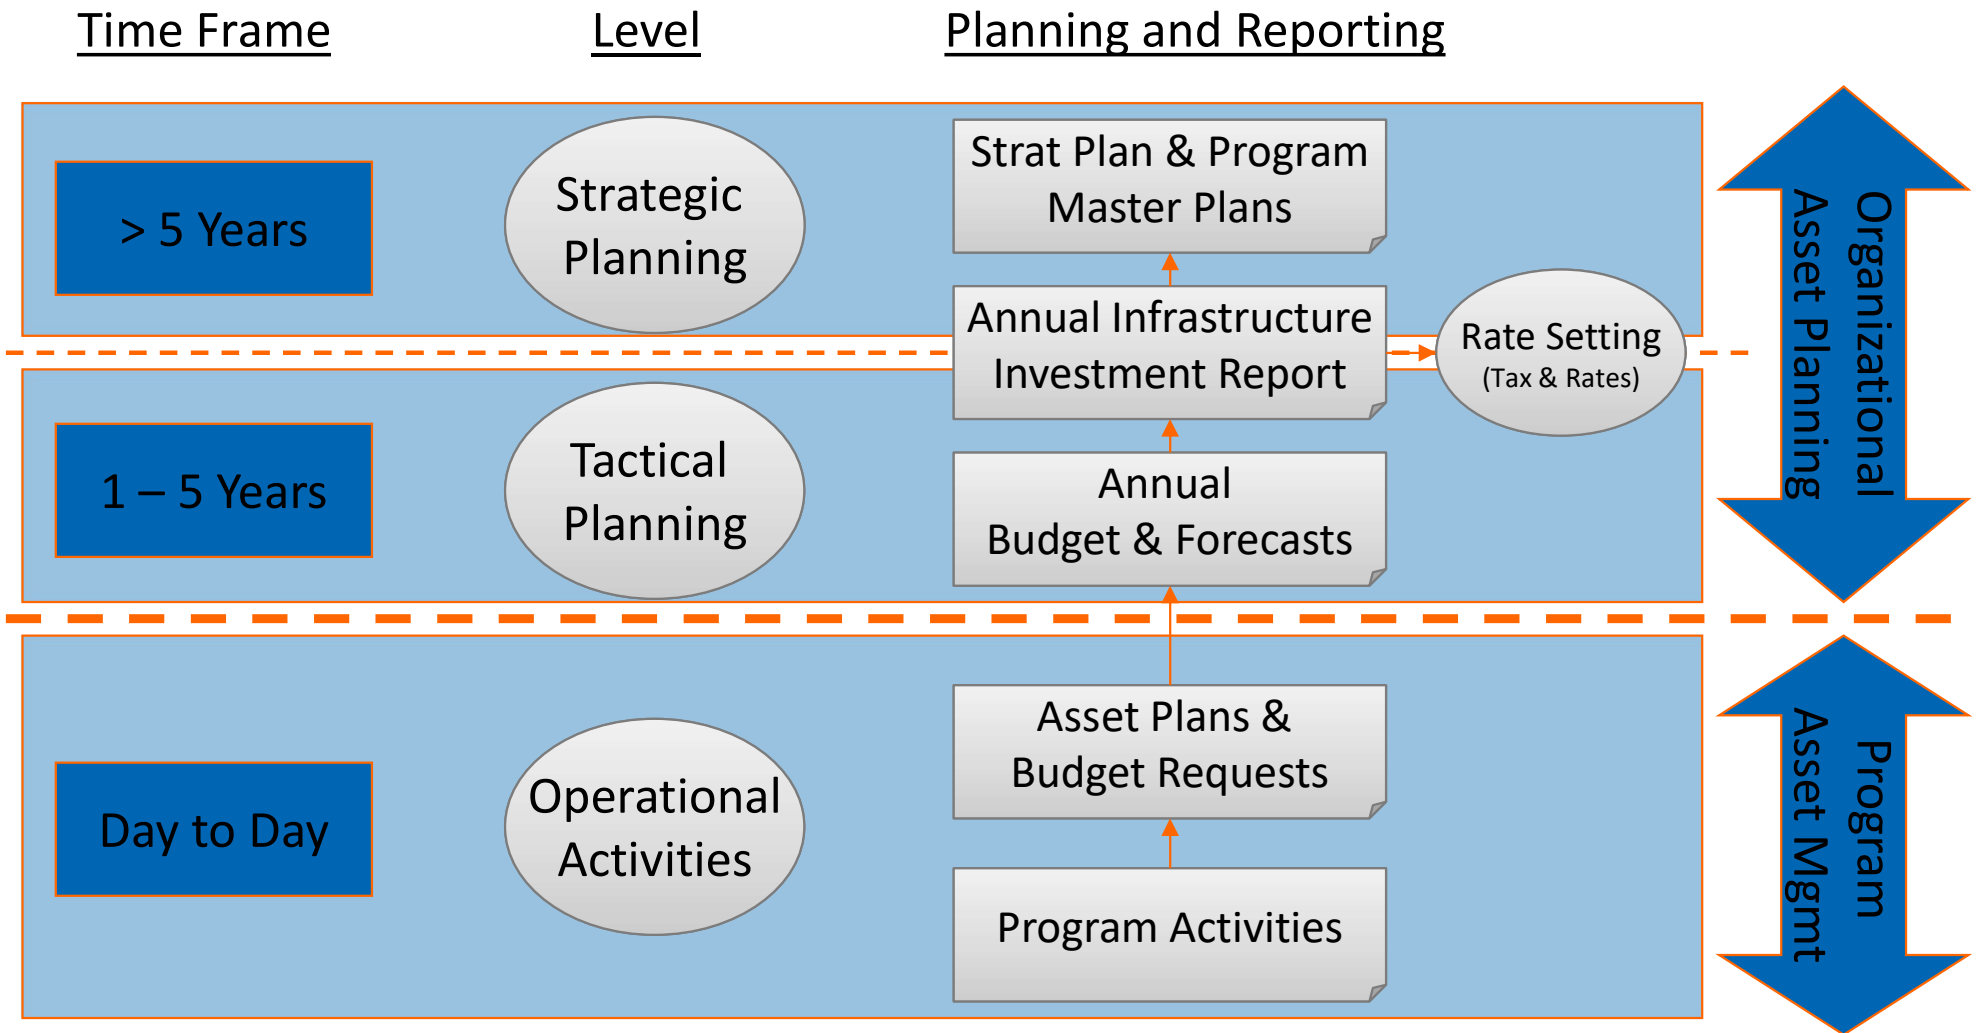 Time Frame
Level
Planning and Reporting
> 5 Years
Strategic
Planning
Strat Plan & Program
Master Plans
Annual Infrastructure
Investment Report
Rate Setting
(Tax & Rates)
Organizational
Asset Planning
1 – 5 Years
Tactical
Planning
Annual
Budget & Forecasts
Day to Day
Operational
Activities
Asset Plans &
Budget Requests
Program Activities
Program
Asset Mgmt